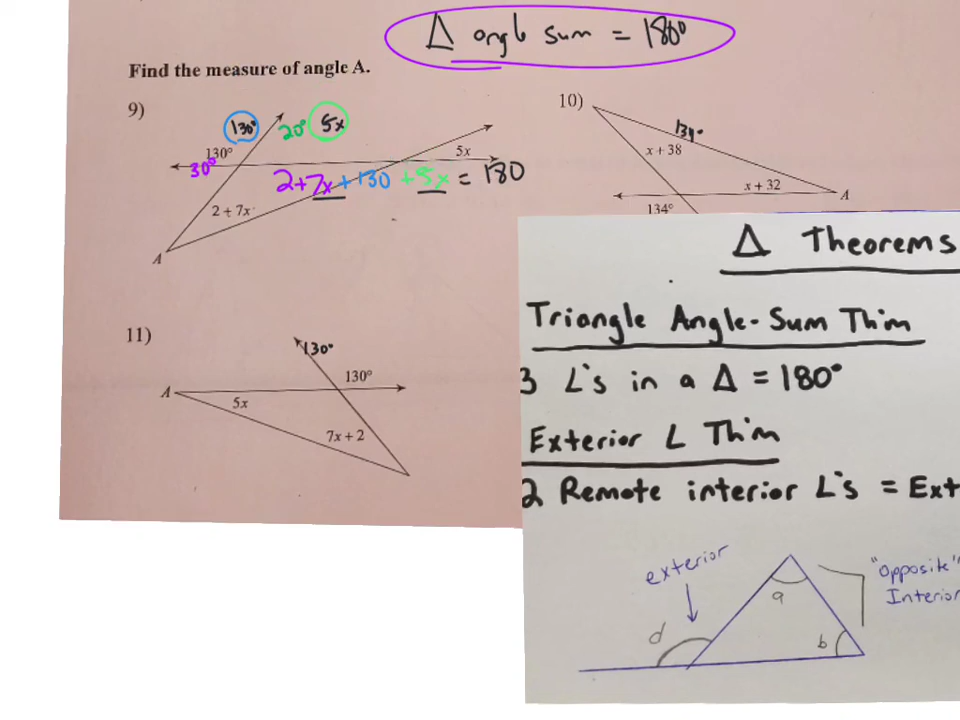 Δ angle sum = 180°
Find the measure of angle A.
9)
130°
20°
5x
130°
30°
5x
2+7x+130+5x = 180
2 + 7x
A
10)
134°
x + 38
x + 32
A
134°
Δ Theorems
Triangle Angle-Sum Th'm
3 L's in a Δ = 180°
Exterior L Th'm
2 Remote interior L's = Ext
exterior
"Opposite"
Interior
a
b
d
11)
130°
130°
A
5x
7x + 2